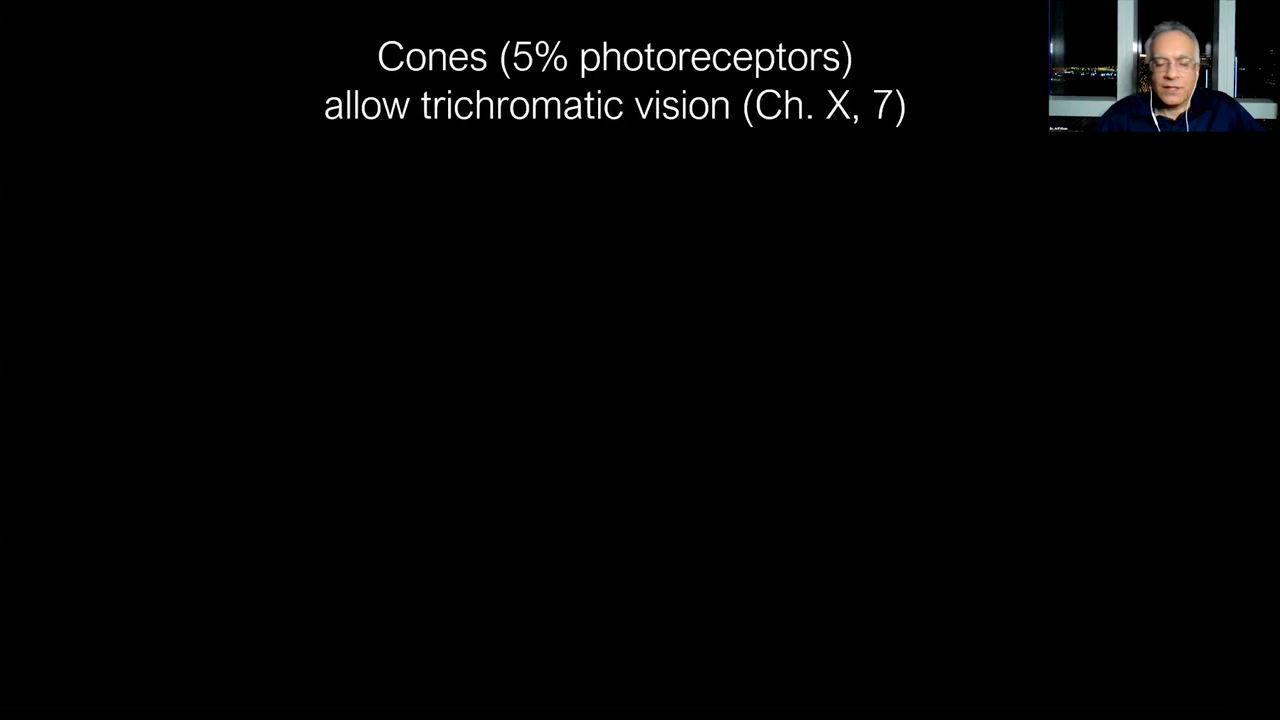 Cones (5% photoreceptors)
allow trichromatic vision (Ch. X, 7)